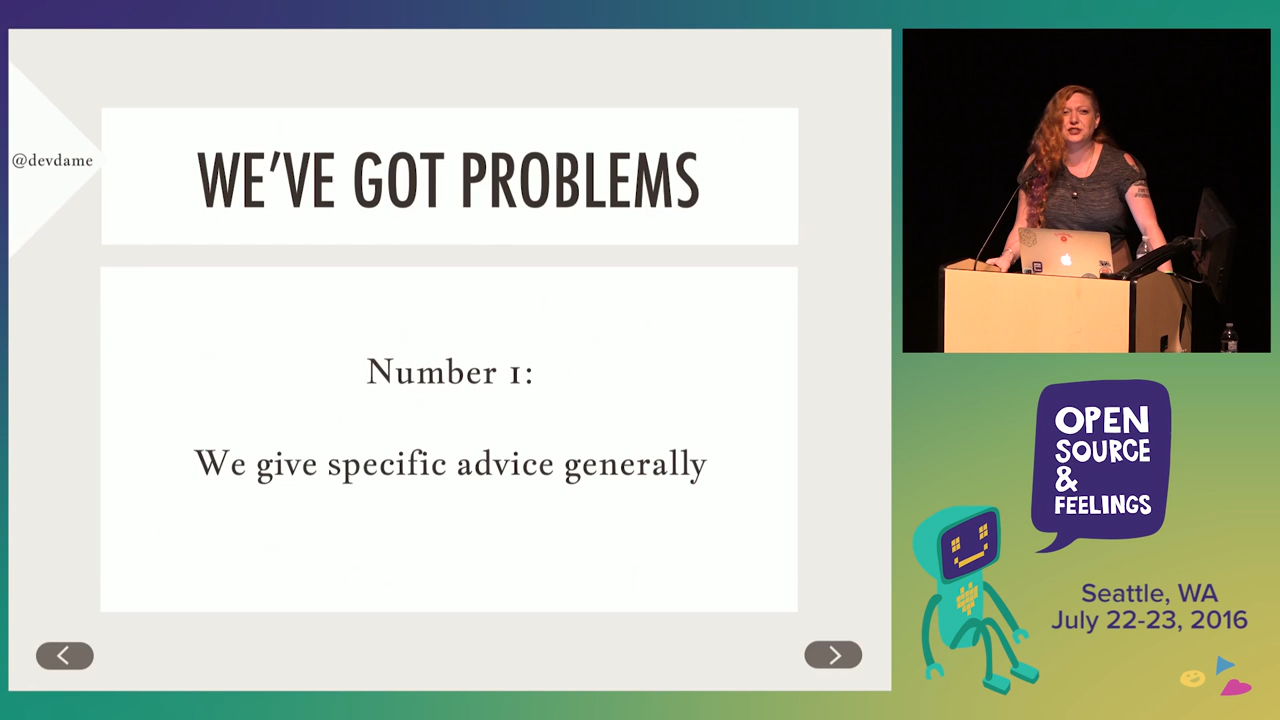 @devdame
WE'VE GOT PROBLEMS
Number 1:
We give specific advice generally
OPEN
SOURCE
&
FEELINGS
Seattle, WA
July 22-23, 2016